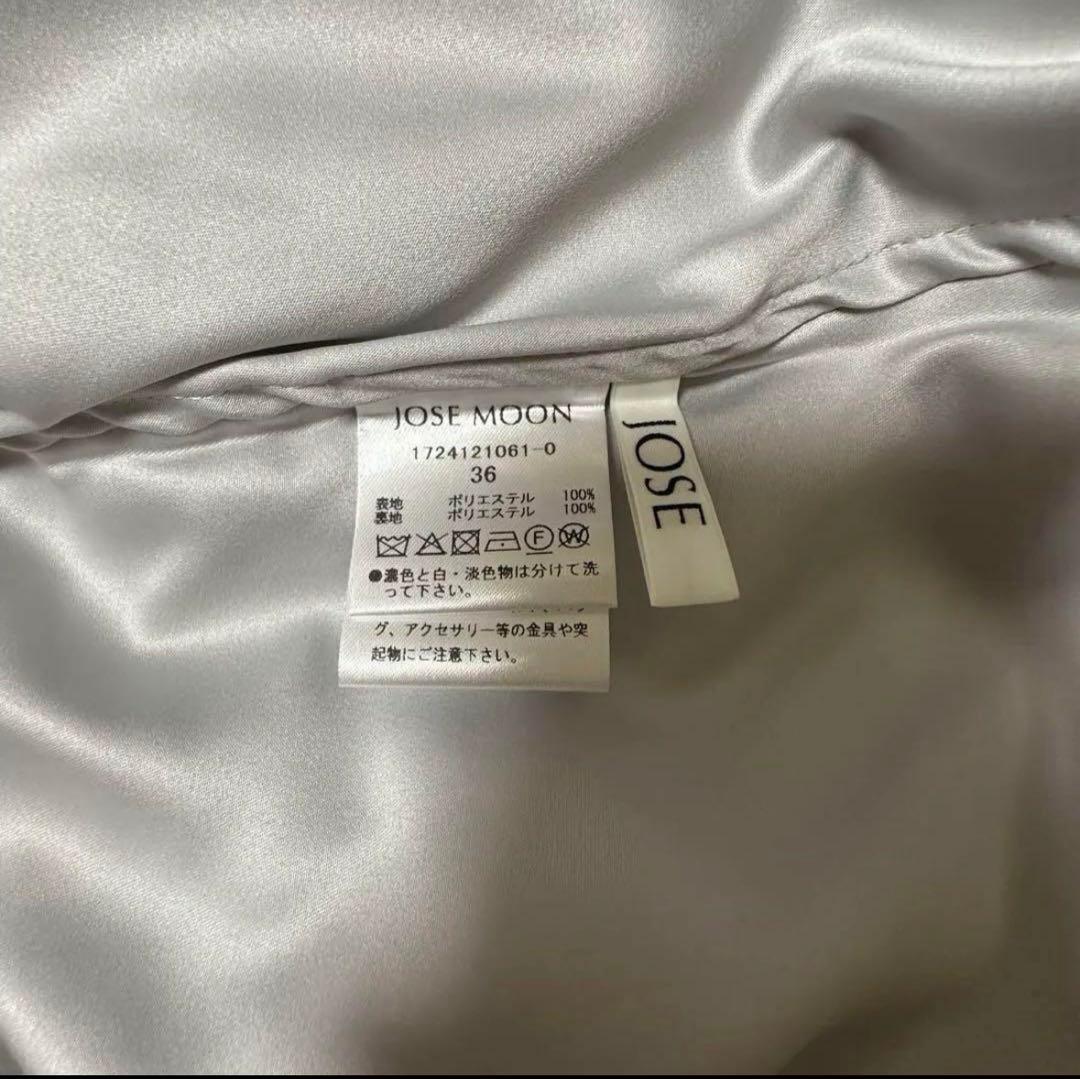 JOSE MOON
1724121061-0
36
表地 ポリエステル 100%
裏地 ポリエステル 100%
F W
●濃色と白・淡色物は分けて洗
って下さい。
グ、アクセサリー等の金具や突
起物にご注意下さい。
JOSE